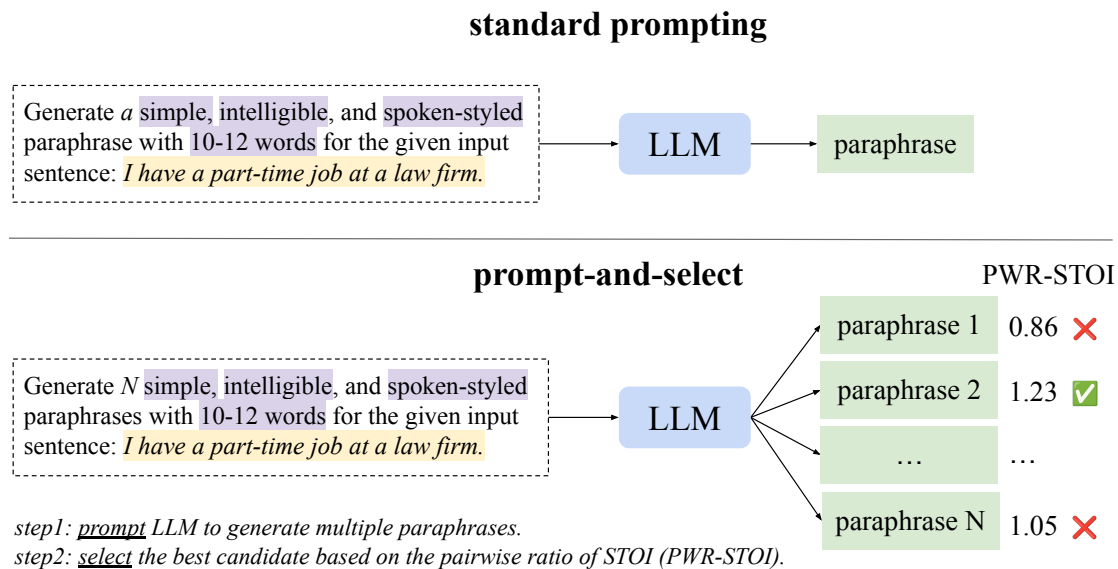 standard prompting
Generate a simple, intelligible, and spoken-styled
paraphrase with 10-12 words for the given input
sentence: I have a part-time job at a law firm.
LLM
paraphrase
prompt-and-select
PWR-STOI
Generate N simple, intelligible, and spoken-styled
paraphrases with 10-12 words for the given input
sentence: I have a part-time job at a law firm.
LLM
paraphrase 1 0.86 ❌
paraphrase 2 1.23 ✅
... ...
paraphrase N 1.05 ❌
step1: prompt LLM to generate multiple paraphrases.
step2: select the best candidate based on the pairwise ratio of STOI (PWR-STOI).